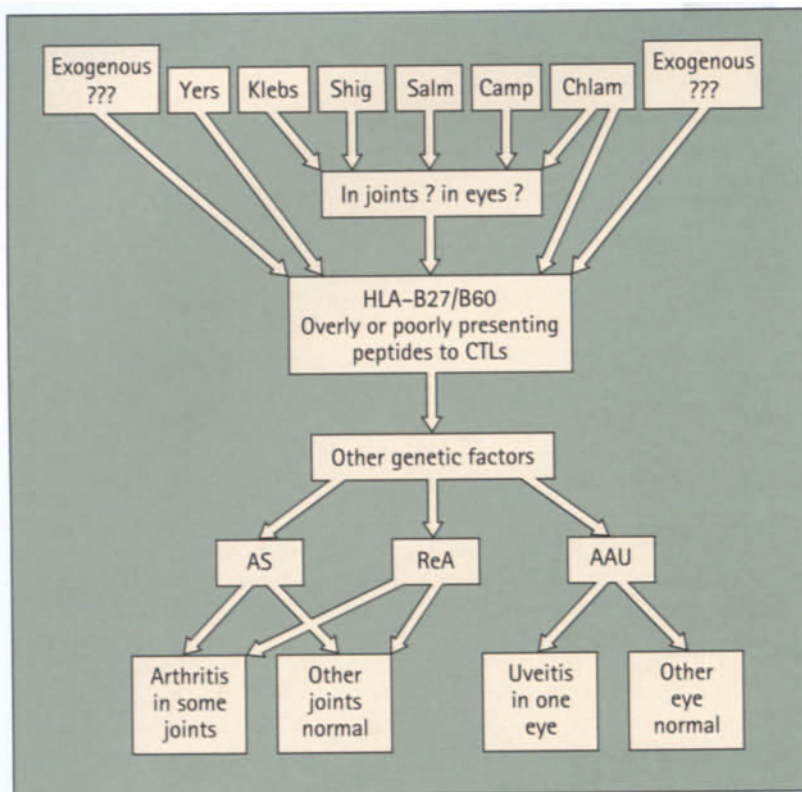 Exogenous
???
Yers
Klebs
Shig
Salm
Camp
Chlam
Exogenous
???
In joints ? in eyes ?
HLA–B27/B60
Overly or poorly presenting
peptides to CTLs
Other genetic factors
AS
ReA
AAU
Arthritis
in some
joints
Other
joints
normal
Uveitis
in one
eye
Other
eye
normal